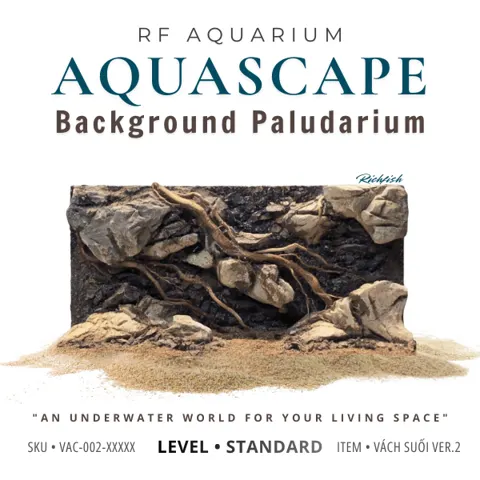 RF AQUARIUM
AQUASCAPE
Background Paludarium
Richfish
"AN UNDERWATER WORLD FOR YOUR LIVING SPACE"
SKU • VAC-002-XXXXX LEVEL • STANDARD ITEM • VÁCH SUỐI VER.2